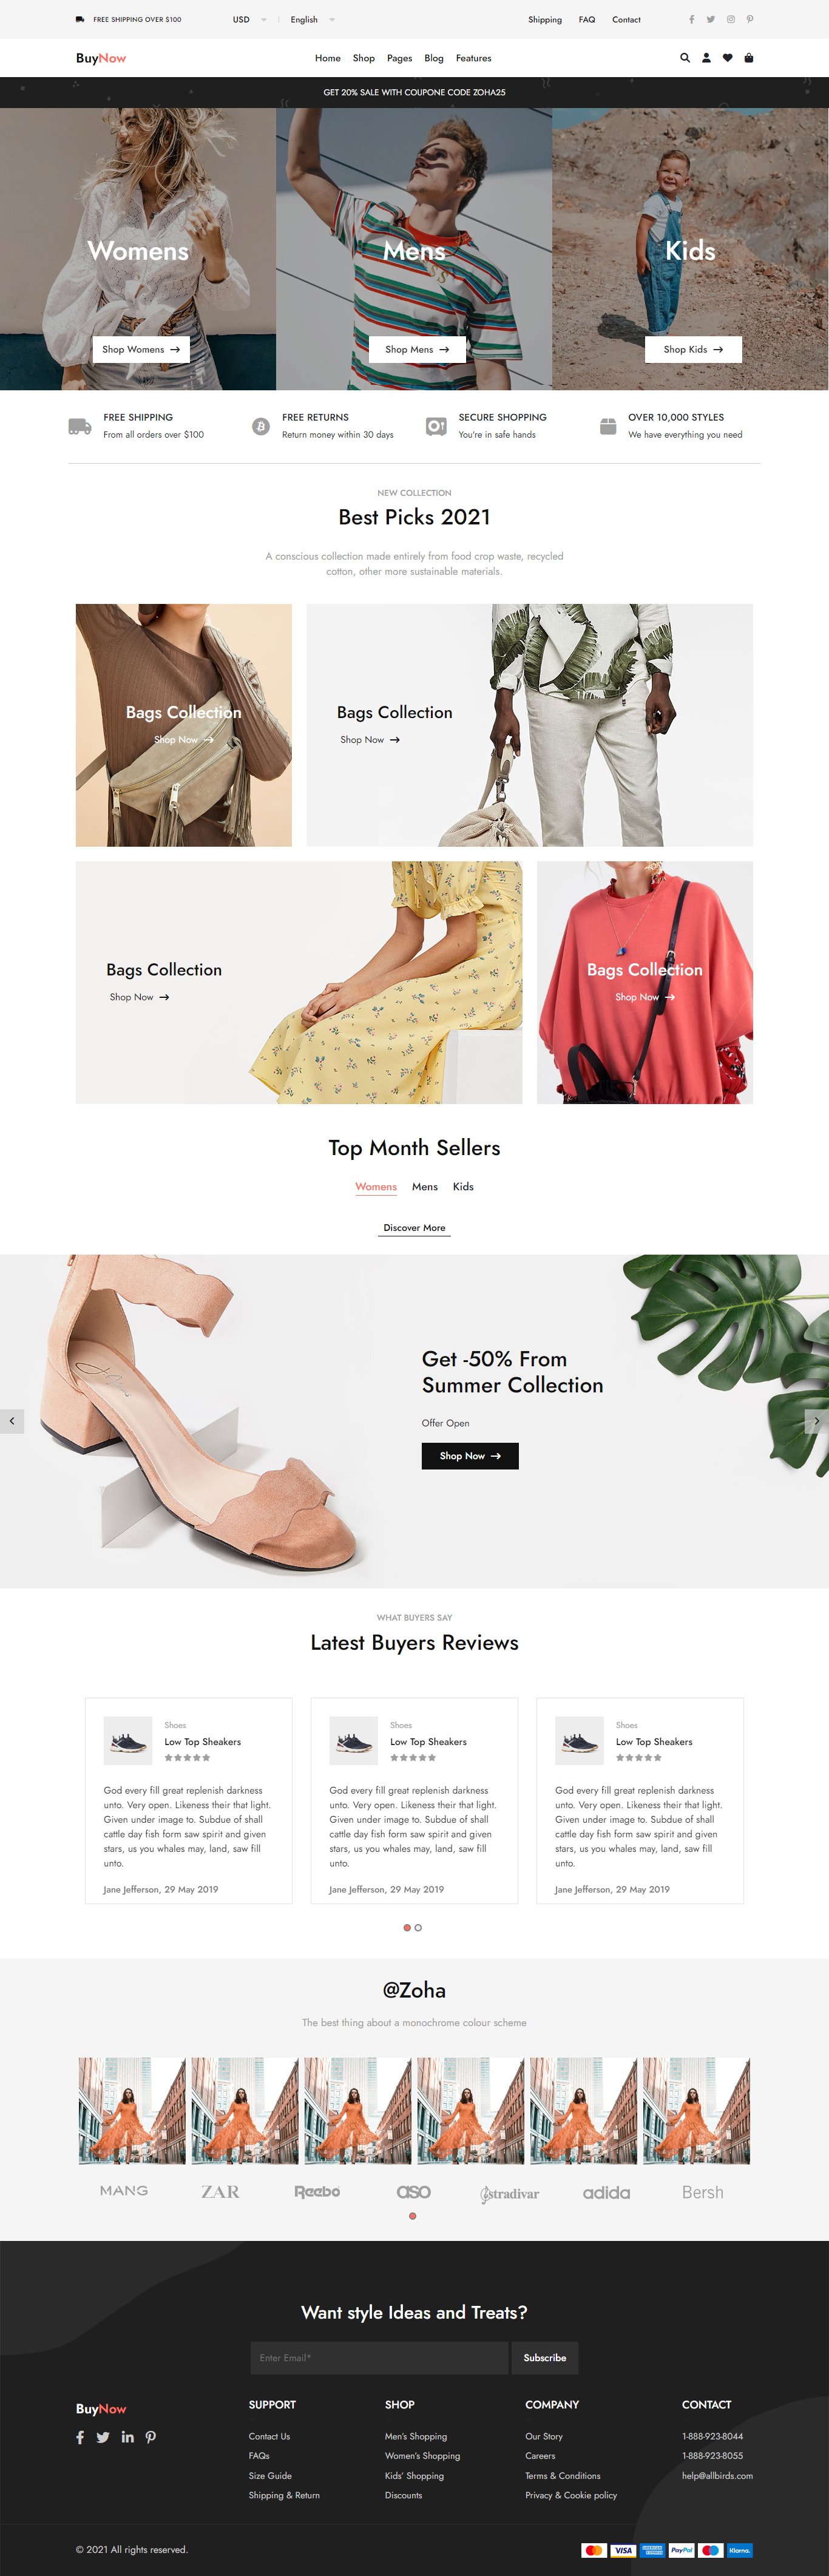 FREE SHIPPING OVER $100
USD
English
Shipping FAQ Contact
BuyNow
Home Shop Pages Blog Features
GET 20% SALE WITH COUPONE CODE ZOHA25
Womens
Shop Womens
Mens
Shop Mens
Kids
Shop Kids
FREE SHIPPING
From all orders over $100
FREE RETURNS
Return money within 30 days
SECURE SHOPPING
You're in safe hands
OVER 10,000 STYLES
We have everything you need
NEW COLLECTION
Best Picks 2021
A conscious collection made entirely from food crop waste, recycled
cotton, other more sustainable materials.
Bags Collection
Shop Now
Bags Collection
Shop Now
Bags Collection
Shop Now
Bags Collection
Shop Now
Top Month Sellers
Womens Mens Kids
Discover More
Get -50% From
Summer Collection
Offer Open
Shop Now
WHAT BUYERS SAY
Latest Buyers Reviews
Shoes
Low Top Sheakers
God every fill great replenish darkness
unto. Very open. Likeness their that light.
Given under image to. Subdue of shall
cattle day fish form saw spirit and given
stars, us you whales may, land, saw fill
unto.
Jane Jefferson, 29 May 2019
Shoes
Low Top Sheakers
God every fill great replenish darkness
unto. Very open. Likeness their that light.
Given under image to. Subdue of shall
cattle day fish form saw spirit and given
stars, us you whales may, land, saw fill
unto.
Jane Jefferson, 29 May 2019
Shoes
Low Top Sheakers
God every fill great replenish darkness
unto. Very open. Likeness their that light.
Given under image to. Subdue of shall
cattle day fish form saw spirit and given
stars, us you whales may, land, saw fill
unto.
Jane Jefferson, 29 May 2019
@Zoha
The best thing about a monochrome colour scheme
MANG ZAR Reebo aso stradivar adida Bersh
Want style Ideas and Treats?
Enter Email*
Subscribe
BuyNow
SUPPORT
Contact Us
FAQs
Size Guide
Shipping & Return
SHOP
Men's Shopping
Women's Shopping
Kids' Shopping
Discounts
COMPANY
Our Story
Careers
Terms & Conditions
Privacy & Cookie policy
CONTACT
1-888-923-8044
1-888-923-8055
help@allbirds.com
© 2021 All rights reserved.
VISA
PayPal
Klarna.